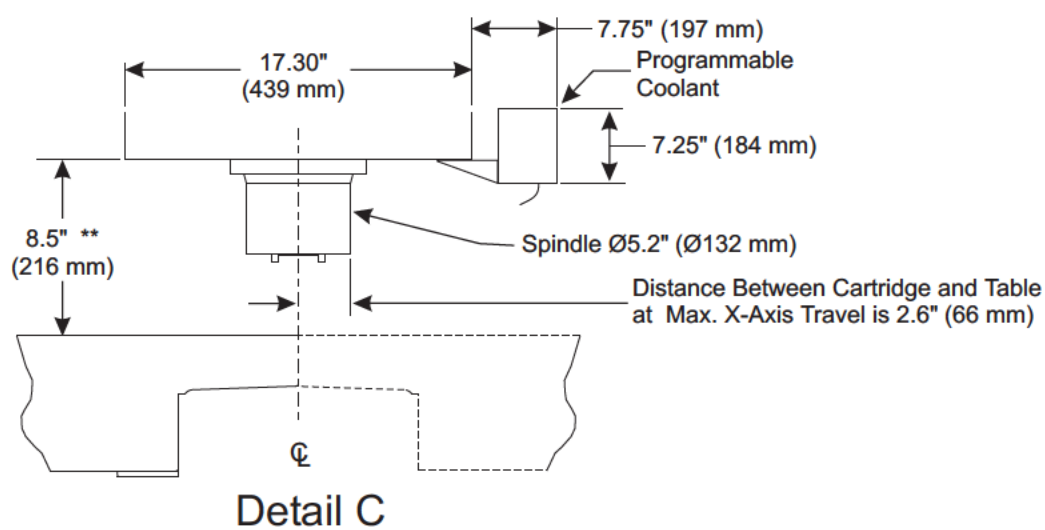 7.75" (197 mm)
17.30"
(439 mm)
Programmable
Coolant
7.25" (184 mm)
8.5" **
(216 mm)
Spindle Ø5.2" (Ø132 mm)
Distance Between Cartridge and Table
at Max. X-Axis Travel is 2.6" (66 mm)
℄
Detail C